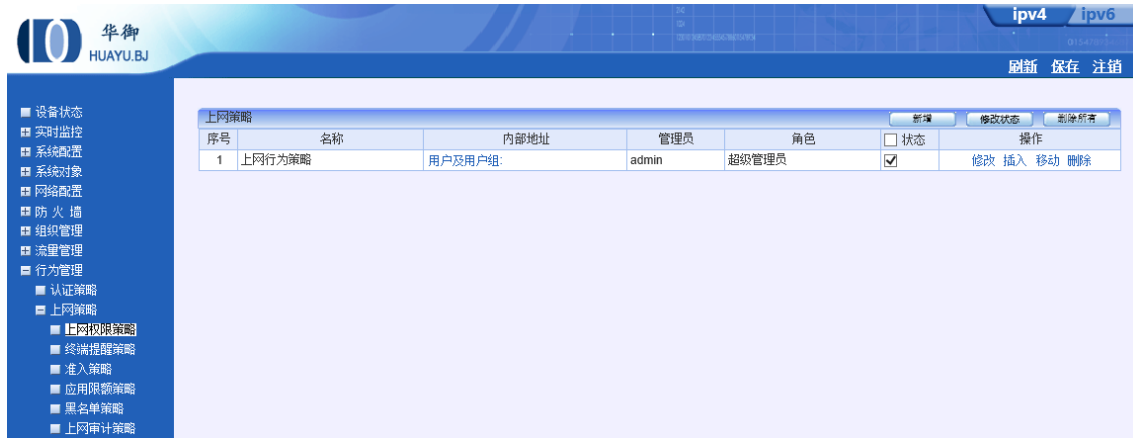 华御
HUAYU.BJ
ipv4 ipv6
刷新 保存 注销
设备状态
实时监控
系统配置
系统对象
网络配置
防 火 墙
组织管理
流里管理
行为管理
认证策略
上网策略
上网权限策略
终端提醒策略
准入策略
应用限额策略
黑名单策略
上网审计策略
上网策略 新增 修改状态 删除所有
序号 名称 内部地址 管理员 角色 状态 操作
1 上网行为策略 用户及用户组: admin 超级管理员 修改 插入 移动 删除